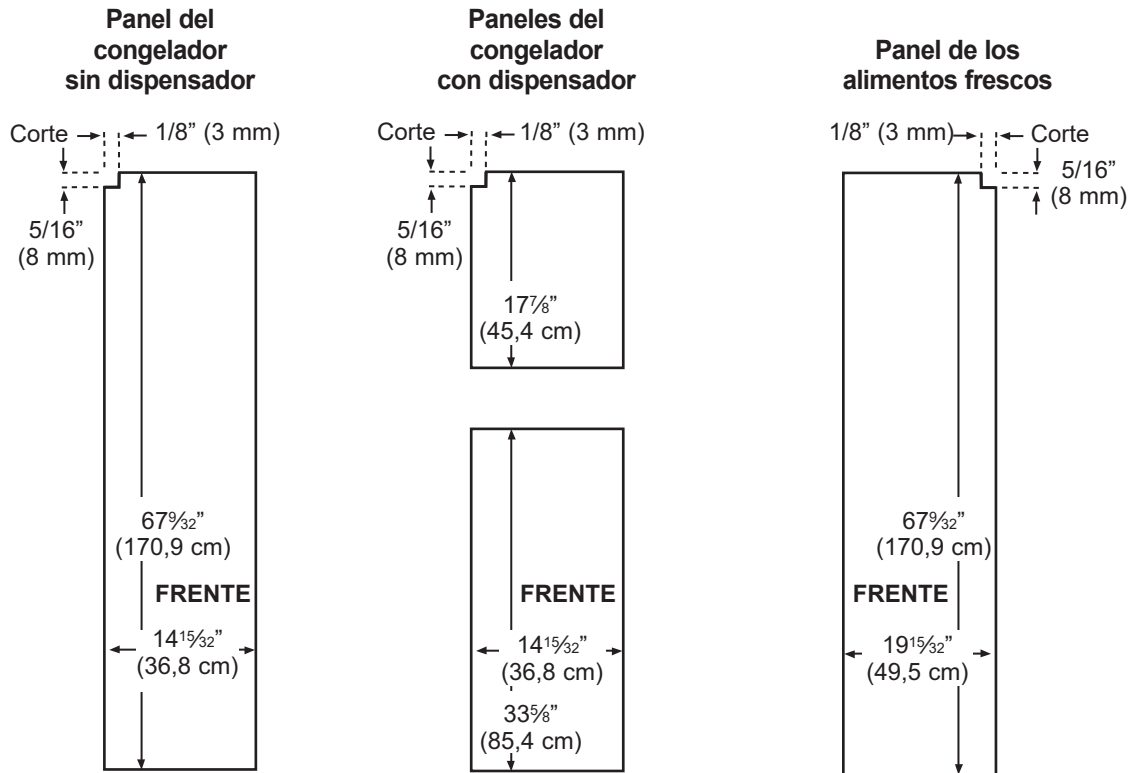 Panel del
congelador
sin dispensador
Corte
1/8” (3 mm)
5/16”
(8 mm)
67⁹⁄₃₂”
(170,9 cm)
FRENTE
14¹⁵⁄₃₂”
(36,8 cm)
Paneles del
congelador
con dispensador
Corte
1/8” (3 mm)
5/16”
(8 mm)
17⁷⁄₈”
(45,4 cm)
FRENTE
14¹⁵⁄₃₂”
(36,8 cm)
33⁵⁄₈”
(85,4 cm)
Panel de los
alimentos frescos
1/8” (3 mm)
Corte
5/16”
(8 mm)
67⁹⁄₃₂”
(170,9 cm)
FRENTE
19¹⁵⁄₃₂”
(49,5 cm)